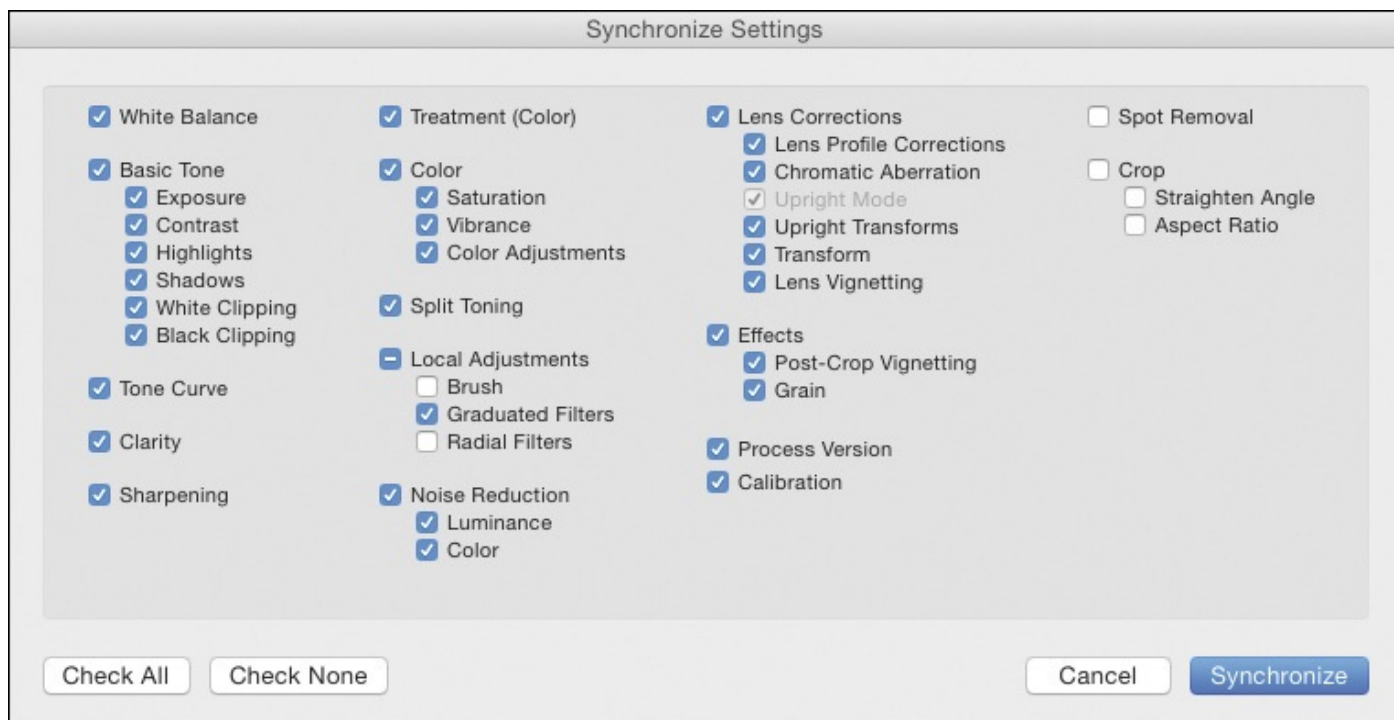 Synchronize Settings
White Balance
Basic Tone
Exposure
Contrast
Highlights
Shadows
White Clipping
Black Clipping
Tone Curve
Clarity
Sharpening
Treatment (Color)
Color
Saturation
Vibrance
Color Adjustments
Split Toning
Local Adjustments
Brush
Graduated Filters
Radial Filters
Noise Reduction
Luminance
Color
Lens Corrections
Lens Profile Corrections
Chromatic Aberration
Upright Mode
Upright Transforms
Transform
Lens Vignetting
Effects
Post-Crop Vignetting
Grain
Process Version
Calibration
Spot Removal
Crop
Straighten Angle
Aspect Ratio
Check All
Check None
Cancel
Synchronize